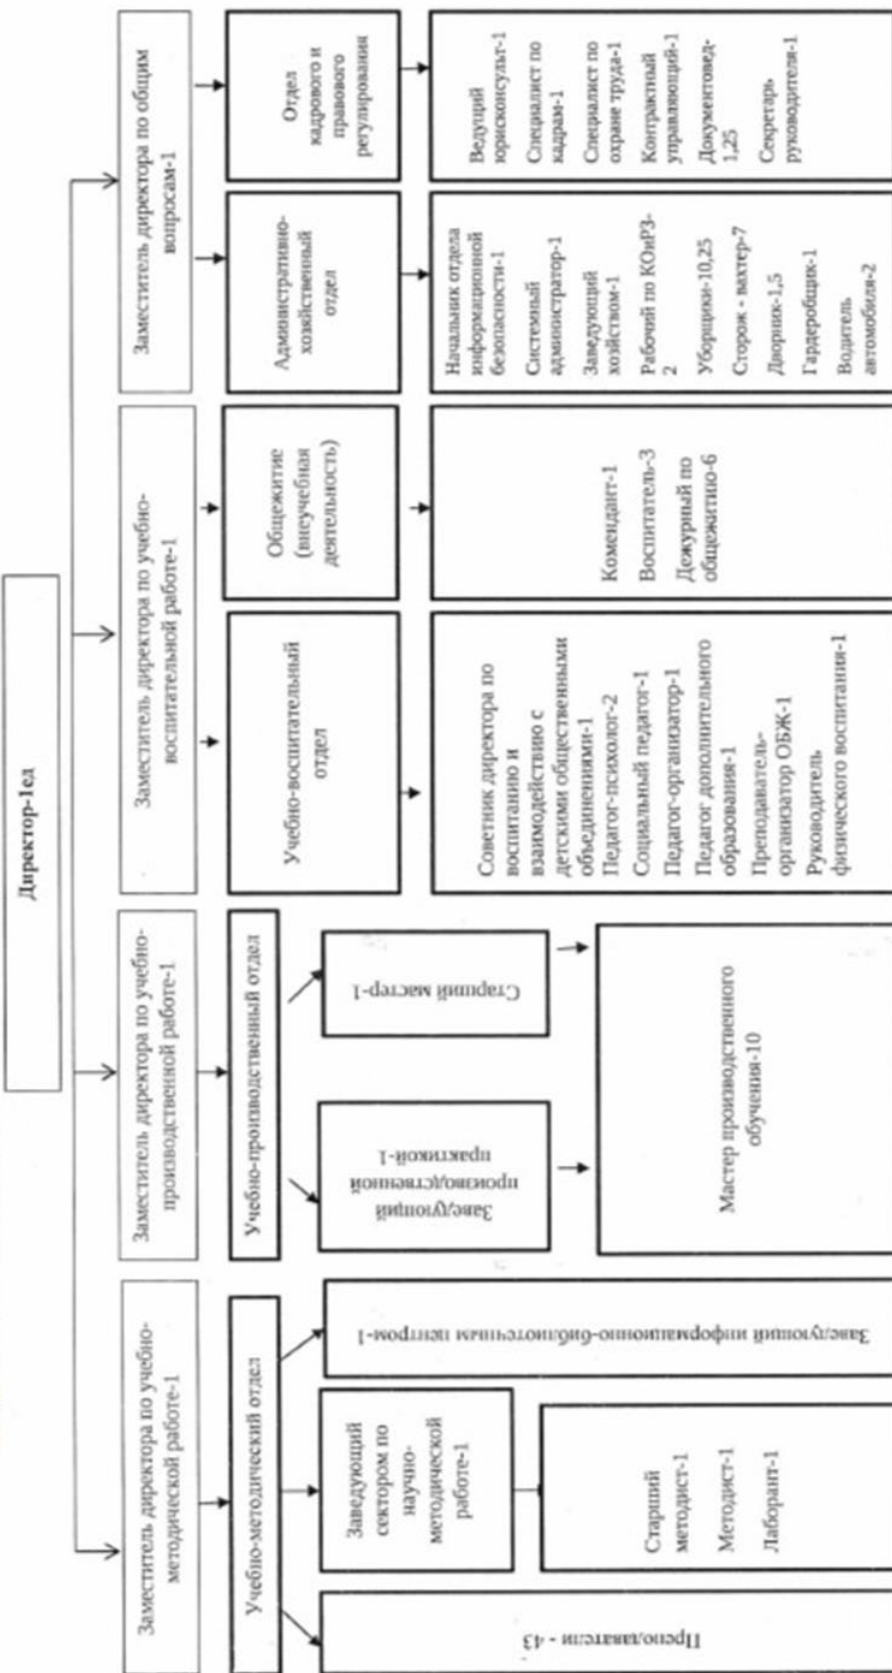 Директор-1ед
Заместитель директора по учебно-
методической работе-1
Учебно-методический отдел
Преподаватели - 43
Заведующий
сектором по
научно-
методической
работе-1
Старший
методист-1
Методист-1
Лаборант-1
Заведующий информационно-библиотечным центром-1
Заместитель директора по учебно-
производственной работе-1
Учебно-производственный отдел
Заведующий
производственной
практикой-1
Старший мастер-1
Мастер производственного
обучения-10
Заместитель директора по учебно-
воспитательной работе-1
Учебно-воспитательный
отдел
Советник директора по
воспитанию и
взаимодействию с
детскими общественными
объединениями-1
Педагог-психолог-2
Социальный педагог-1
Педагог-организатор-1
Педагог дополнительного
образования-1
Преподаватель-
организатор ОБЖ-1
Руководитель
физического воспитания-1
Общежитие
(внеучебная
деятельность)
Комендант-1
Воспитатель-3
Дежурный по
общежитию-6
Заместитель директора по общим
вопросам-1
Административно-
хозяйственный
отдел
Начальник отдела
информационной
безопасности-1
Системный
администратор-1
Заведующий
хозяйством-1
Рабочий по КОиРЗ-
2
Уборщики-10,25
Сторож - вахтер-7
Дворник-1,5
Гардеробщик-1
Водитель
автомобиля-2
Отдел
кадрового и
правового
регулирования
Ведущий
юрисконсульт-1
Специалист по
кадрам-1
Специалист по
охране труда-1
Контрактный
управляющий-1
Документовед-
1,25
Секретарь
руководителя-1